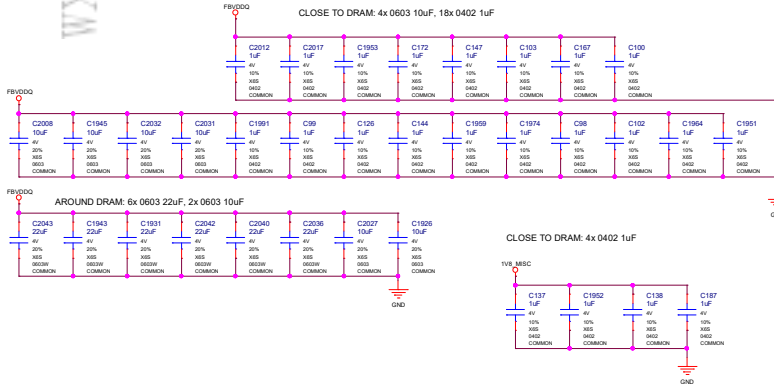 FBVDDQ
CLOSE TO DRAM: 4x 0603 10uF, 18x 0402 1uF
C2012 C2017 C1953 C172 C147 C103 C167 C100
1uF 1uF 1uF 1uF 1uF 1uF 1uF 1uF
4V 4V 4V 4V 4V 4V 4V 4V
10% 10% 10% 10% 10% 10% 10% 10%
X6S X6S X6S X6S X6S X6S X6S X6S
0402 0402 0402 0402 0402 0402 0402 0402
COMMON COMMON COMMON COMMON COMMON COMMON COMMON COMMON
FBVDDQ
C2008 C1945 C2032 C2031 C1991 C99 C126 C144 C1959 C1974 C98 C102 C1964 C1951
10uF 10uF 10uF 10uF 1uF 1uF 1uF 1uF 1uF 1uF 1uF 1uF 1uF 1uF
4V 4V 4V 4V 4V 4V 4V 4V 4V 4V 4V 4V 4V 4V
20% 20% 20% 20% 10% 10% 10% 10% 10% 10% 10% 10% 10% 10%
X6S X6S X6S X6S X6S X6S X6S X6S X6S X6S X6S X6S X6S X6S
0603 0603 0603 0603 0402 0402 0402 0402 0402 0402 0402 0402 0402 0402
COMMON COMMON COMMON COMMON COMMON COMMON COMMON COMMON COMMON COMMON COMMON COMMON COMMON COMMON
FBVDDQ
AROUND DRAM: 6x 0603 22uF, 2x 0603 10uF
C2043 C1943 C1931 C2042 C2040 C2036 C2027 C1926
22uF 22uF 22uF 22uF 22uF 22uF 10uF 10uF
4V 4V 4V 4V 4V 4V 4V 4V
20% 20% 20% 20% 20% 20% 20% 20%
X6S X6S X6S X6S X6S X6S X6S X6S
0603W 0603W 0603W 0603W 0603W 0603W 0603 0603
COMMON COMMON COMMON COMMON COMMON COMMON COMMON COMMON
GND
CLOSE TO DRAM: 4x 0402 1uF
1V8_MISC
C137 C1952 C138 C187
1uF 1uF 1uF 1uF
4V 4V 4V 4V
10% 10% 10% 10%
X6S X6S X6S X6S
0402 0402 0402 0402
COMMON COMMON COMMON COMMON
GND